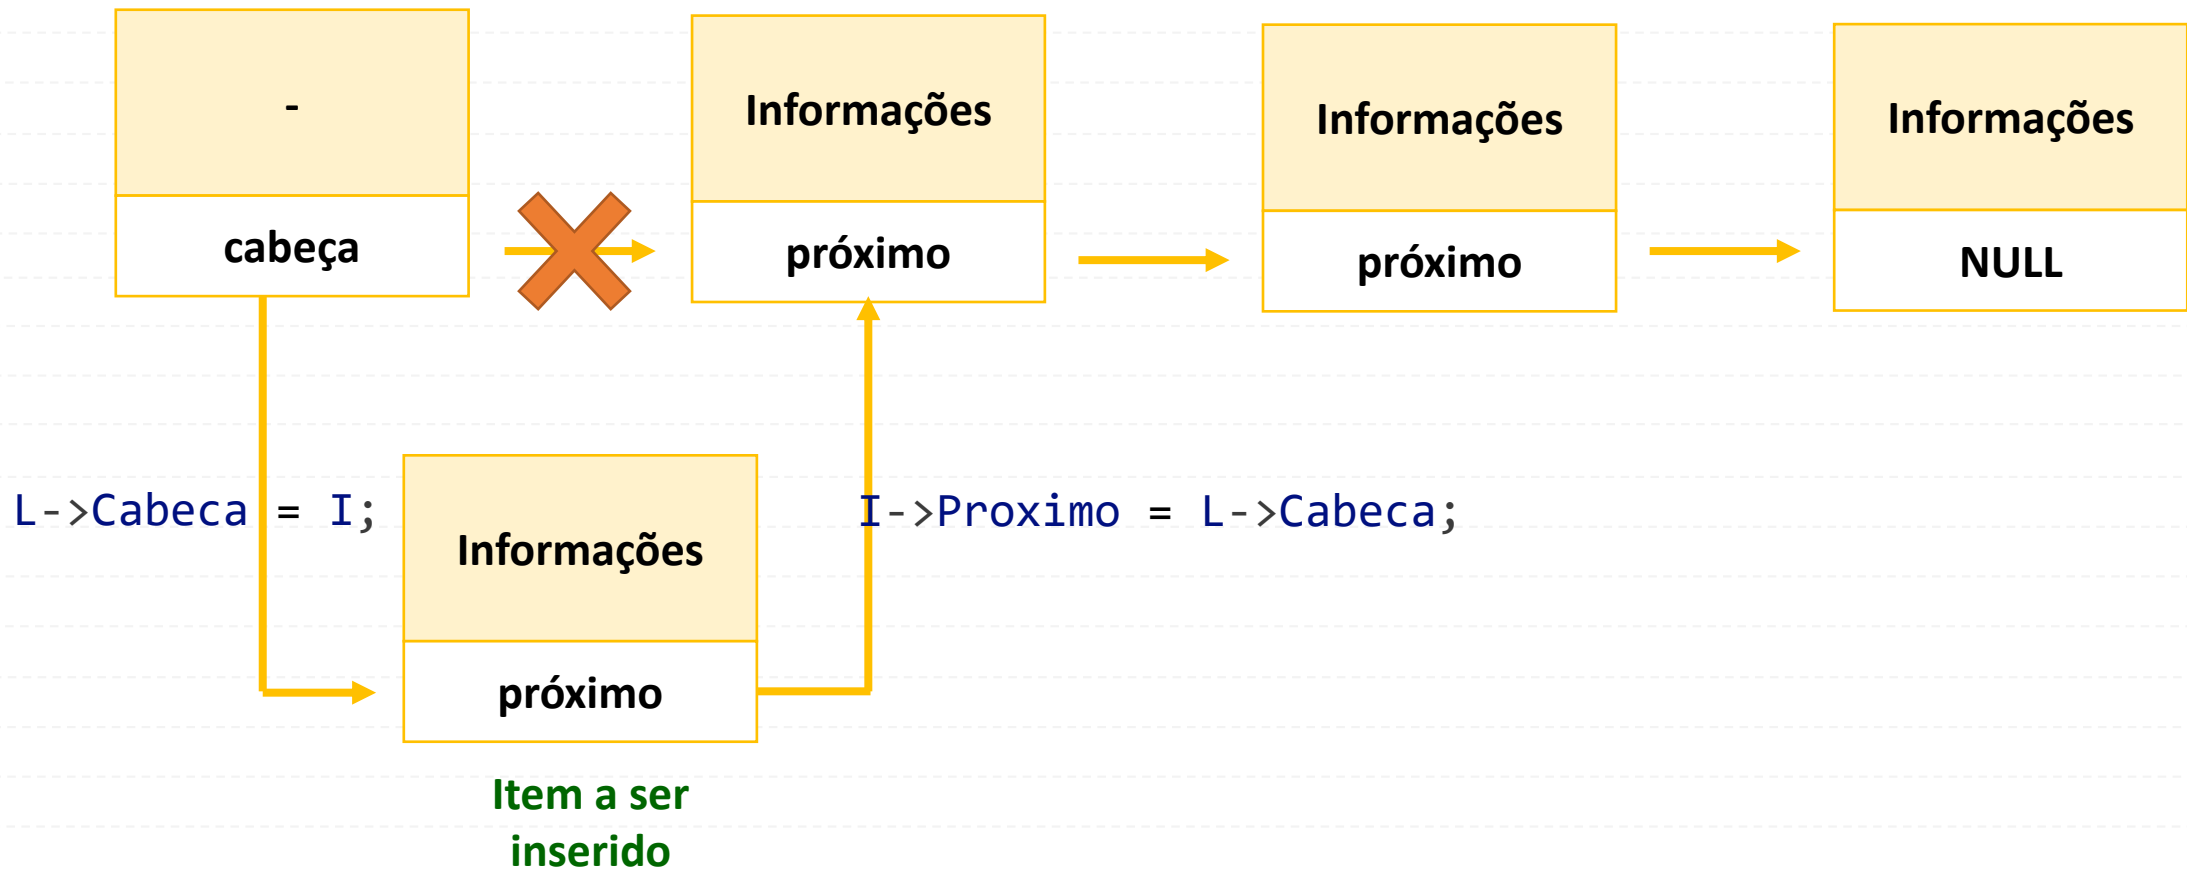 -
cabeça
Informações
próximo
Informações
próximo
Informações
NULL
L->Cabeca = I;
Informações
próximo
I->Proximo = L->Cabeca;
Item a ser
inserido